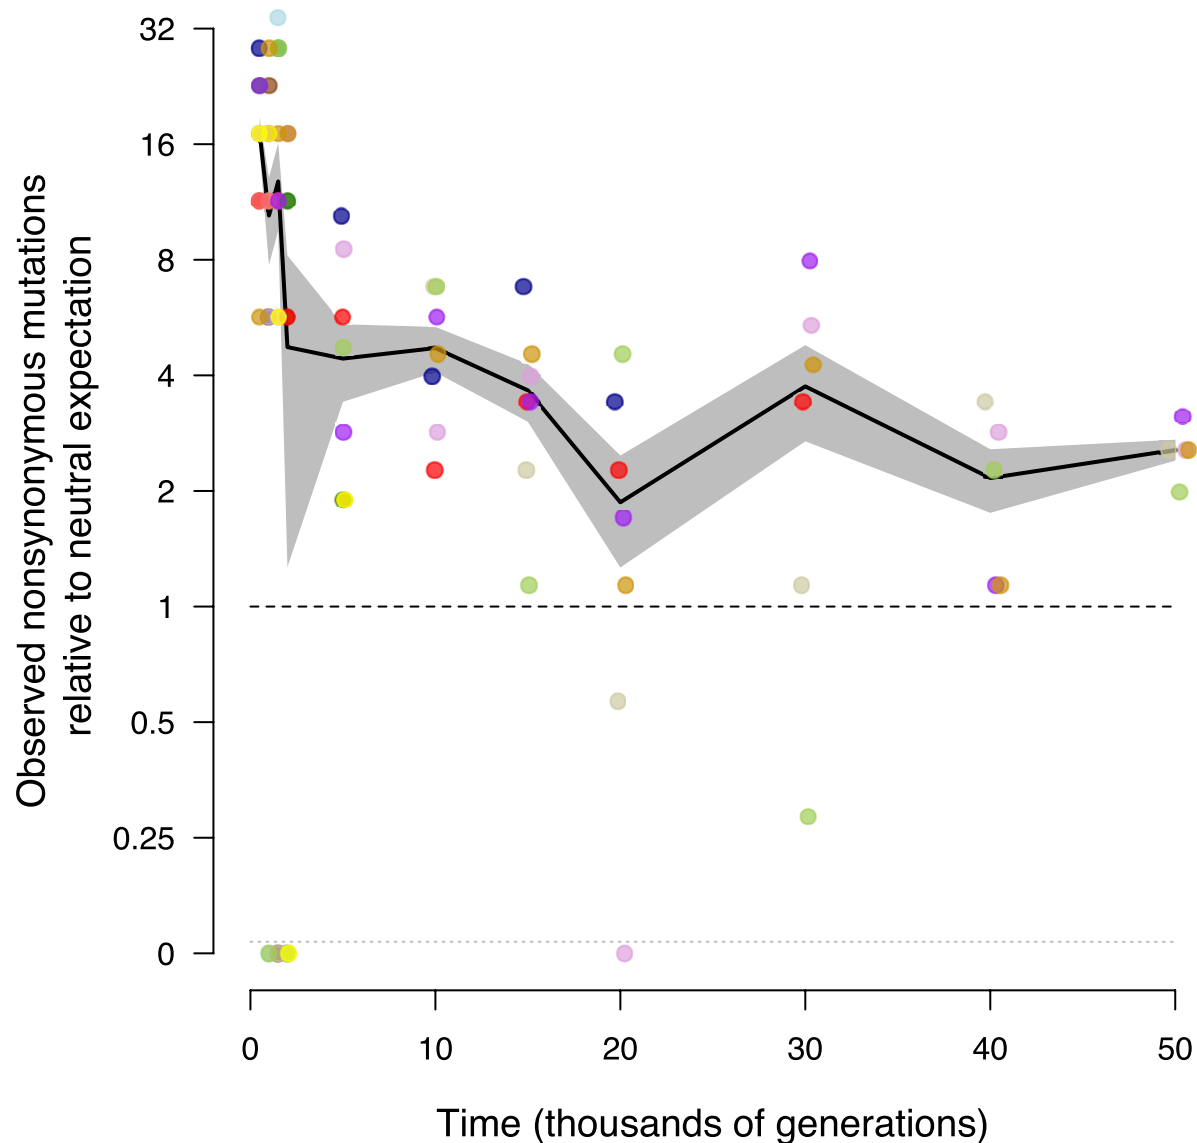 Observed nonsynonymous mutations
relative to neutral expectation
32
16
8
4
2
1
0.5
0.25
0
0 10 20 30 40 50
Time (thousands of generations)